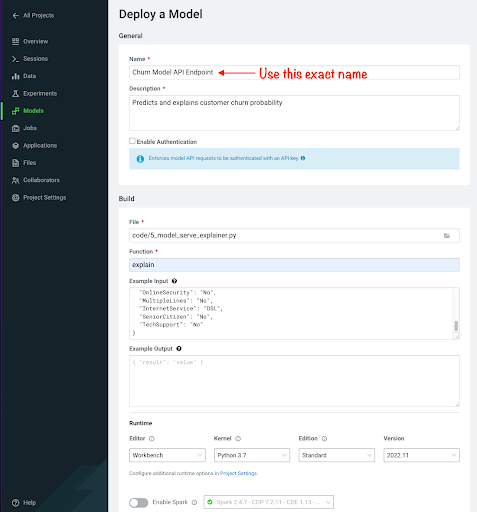 All Projects
Overview
Sessions
Data
Experiments
Models
Jobs
Applications
Files
Collaborators
Project Settings
Help
Deploy a Model
General
Name *
Churn Model API Endpoint
Use this exact name
Description *
Predicts and explains customer churn probability
Enable Authentication
Enforces model API requests to be authenticated with an API key
Build
File *
code/5_model_serve_explainer.py
Function *
explain
Example Input
"OnlineSecurity": "No",
"MultipleLines": "No",
"InternetService": "DSL",
"SeniorCitizen": "No",
"TechSupport": "No"
}
Example Output
{ "result": "value" }
Runtime
Editor Kernel Edition Version
Workbench Python 3.7 Standard 2022.11
Configure additional runtime options in Project Settings
Enable Spark Spark 2.4.7 - CDP 7.2.11 - CDE 1.13 - ...